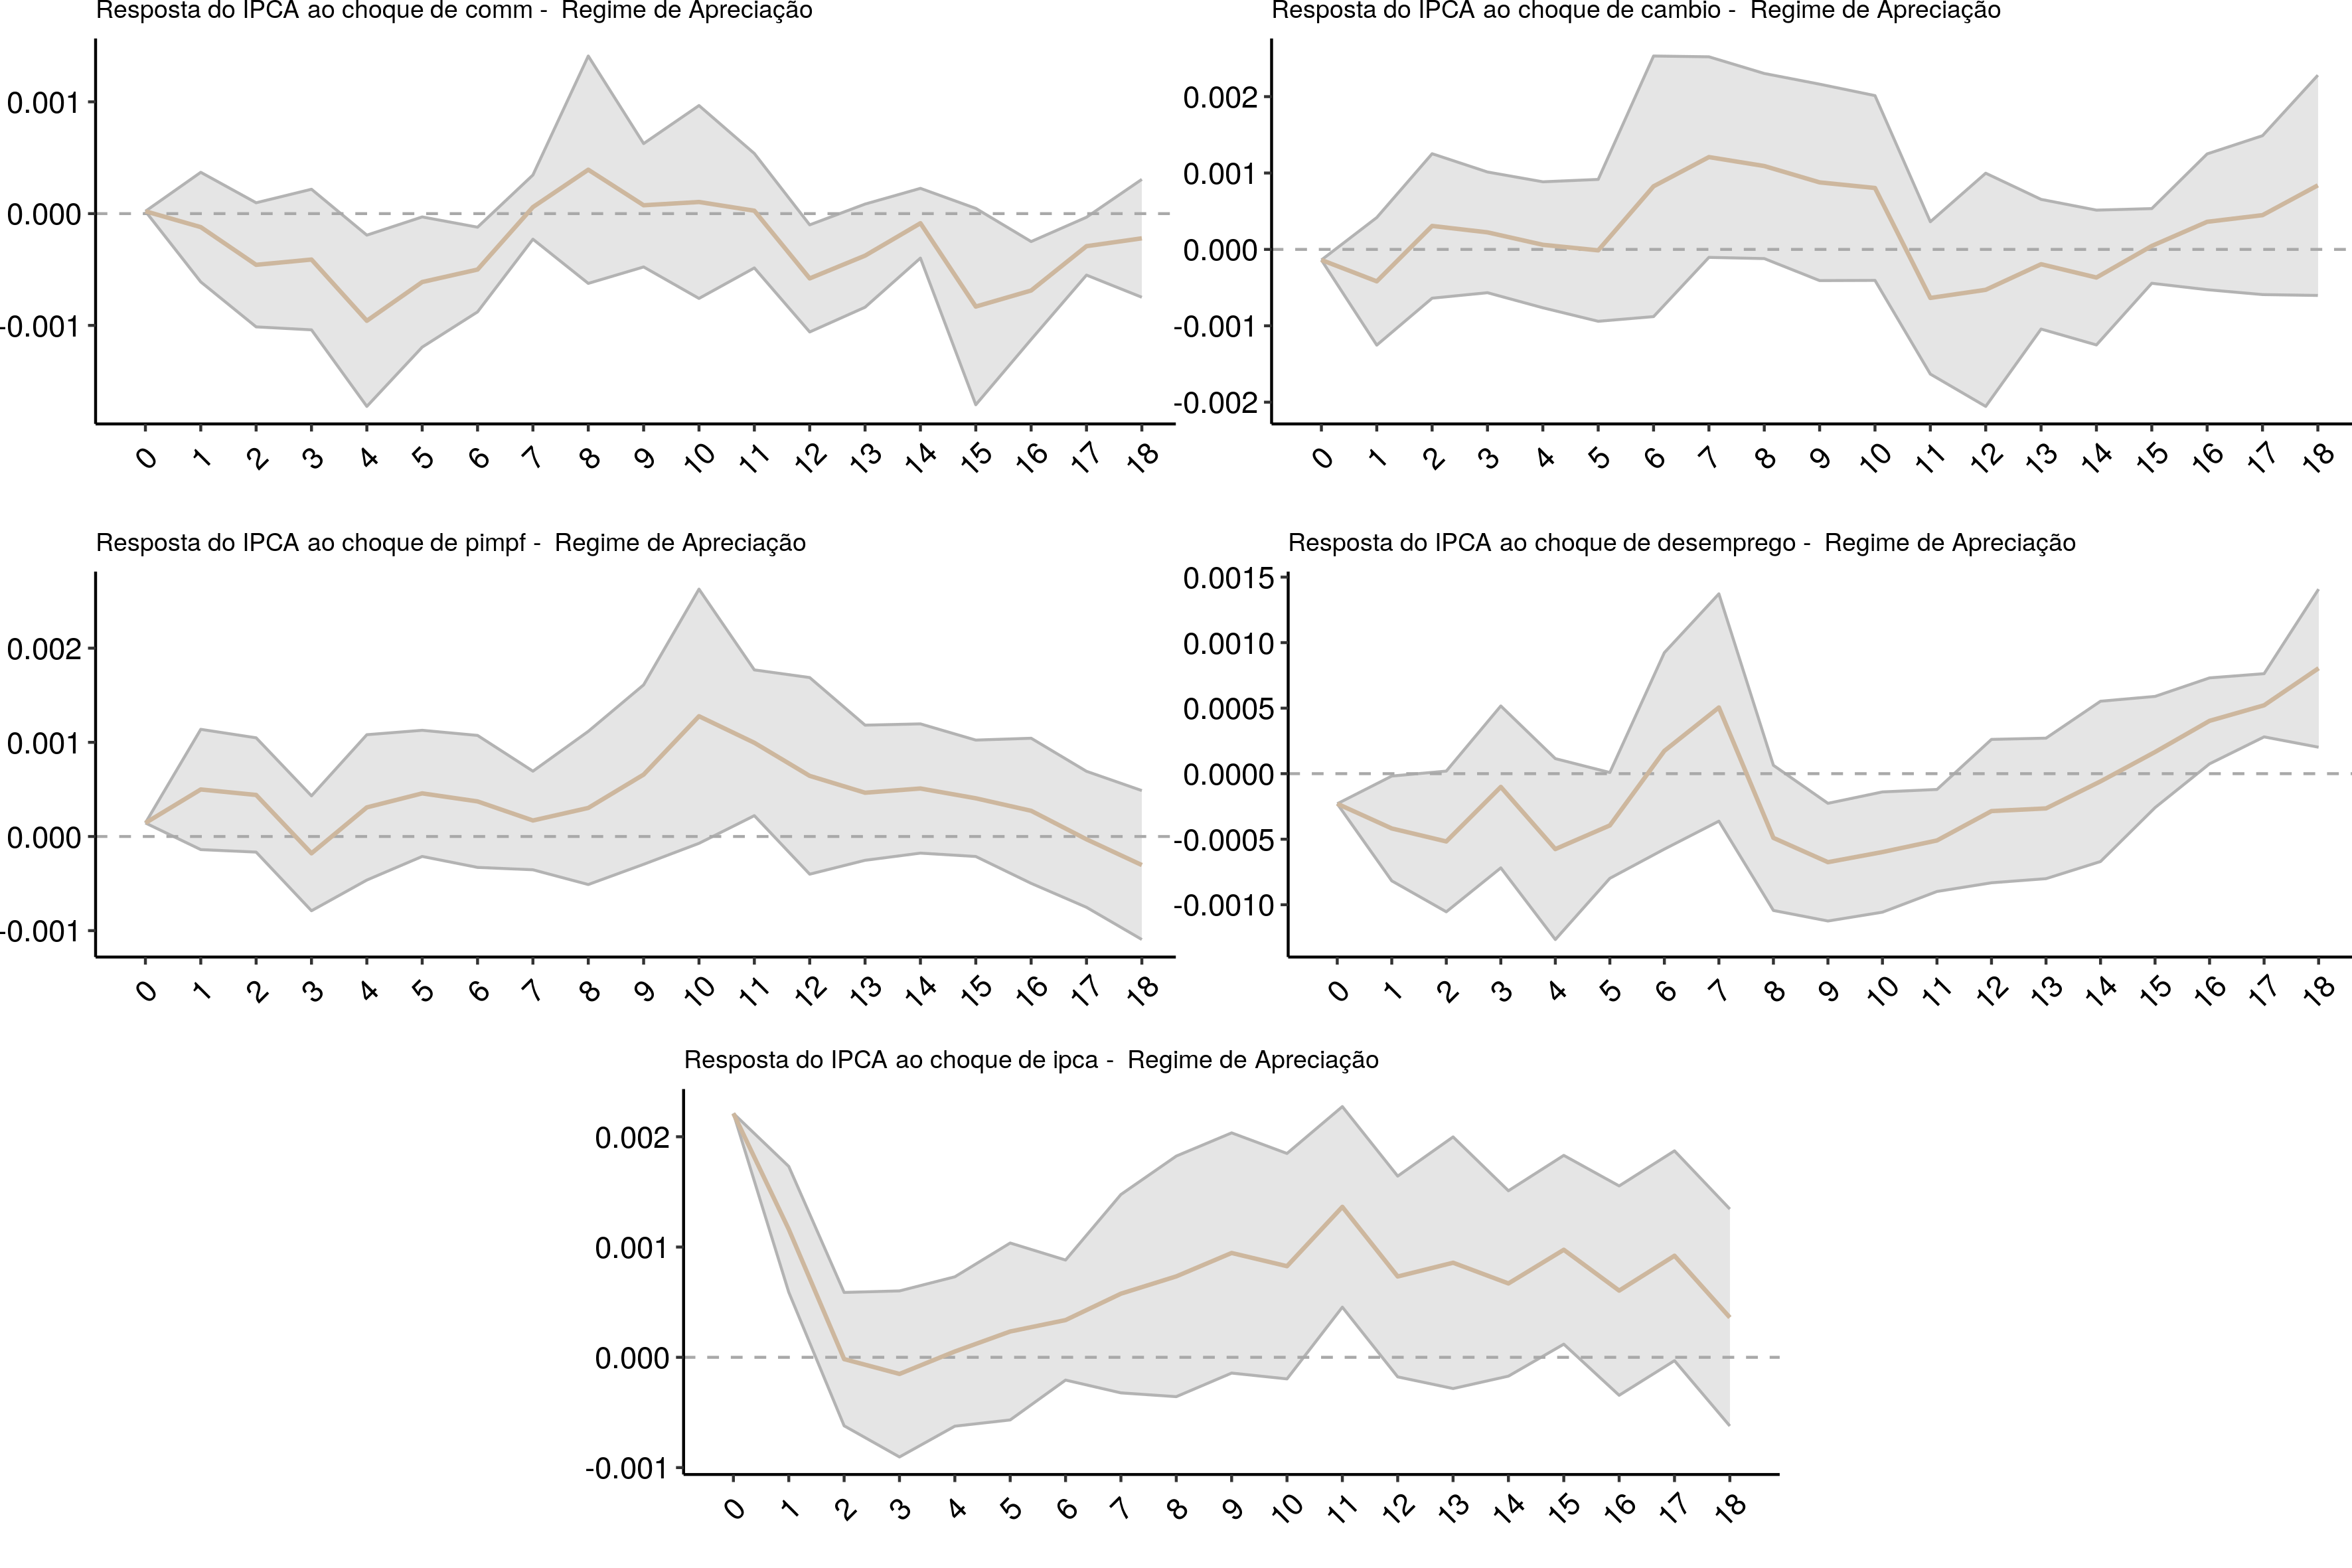 Resposta do IPCA ao choque de comm -  Regime de Apreciação
0.001
0.000
-0.001
0 1 2 3 4 5 6 7 8 9 10 11 12 13 14 15 16 17 18
Resposta do IPCA ao choque de cambio -  Regime de Apreciação
0.002
0.001
0.000
-0.001
-0.002
0 1 2 3 4 5 6 7 8 9 10 11 12 13 14 15 16 17 18
Resposta do IPCA ao choque de pimpf -  Regime de Apreciação
0.002
0.001
0.000
-0.001
0 1 2 3 4 5 6 7 8 9 10 11 12 13 14 15 16 17 18
Resposta do IPCA ao choque de desemprego -  Regime de Apreciação
0.0015
0.0010
0.0005
0.0000
-0.0005
-0.0010
0 1 2 3 4 5 6 7 8 9 10 11 12 13 14 15 16 17 18
Resposta do IPCA ao choque de ipca -  Regime de Apreciação
0.002
0.001
0.000
-0.001
0 1 2 3 4 5 6 7 8 9 10 11 12 13 14 15 16 17 18